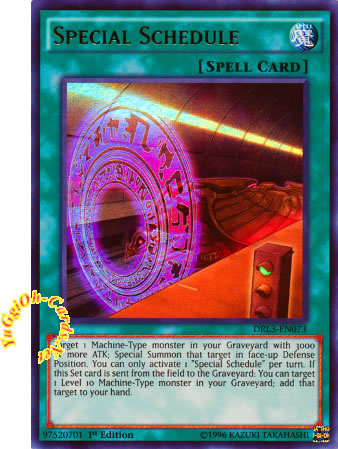 SPECIAL SCHEDULE
魔
[SPELL CARD]
DRL3-EN073
Target 1 Machine-Type monster in your Graveyard with 3000
or more ATK; Special Summon that target in face-up Defense
Position. You can only activate 1 "Special Schedule" per turn. If
this Set card is sent from the field to the Graveyard: You can target
1 Level 10 Machine-Type monster in your Graveyard; add that
target to your hand.
97520701 1st Edition
©1996 KAZUKI TAKAHASHI